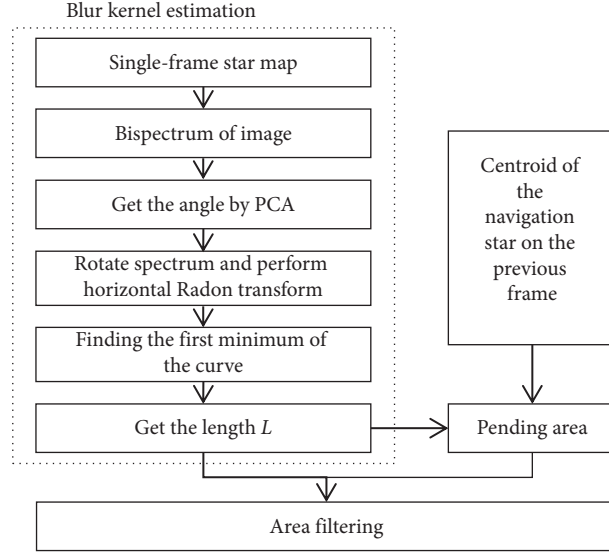 Blur kernel estimation
Single-frame star map
Bispectrum of image
Get the angle by PCA
Rotate spectrum and perform
horizontal Radon transform
Finding the first minimum of
the curve
Get the length L
Centroid of
the
navigation
star on the
previous
frame
Pending area
Area filtering